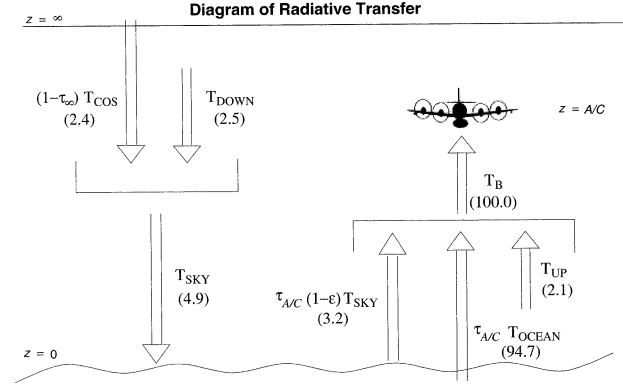 Diagram of Radiative Transfer
z = ∞
(1−τ∞) TCOS
(2.4)
TDOWN
(2.5)
z = A/C
TB
(100.0)
TSKY
(4.9)
τA/C (1−ε) TSKY
(3.2)
TUP
(2.1)
τA/C TOCEAN
(94.7)
z = 0